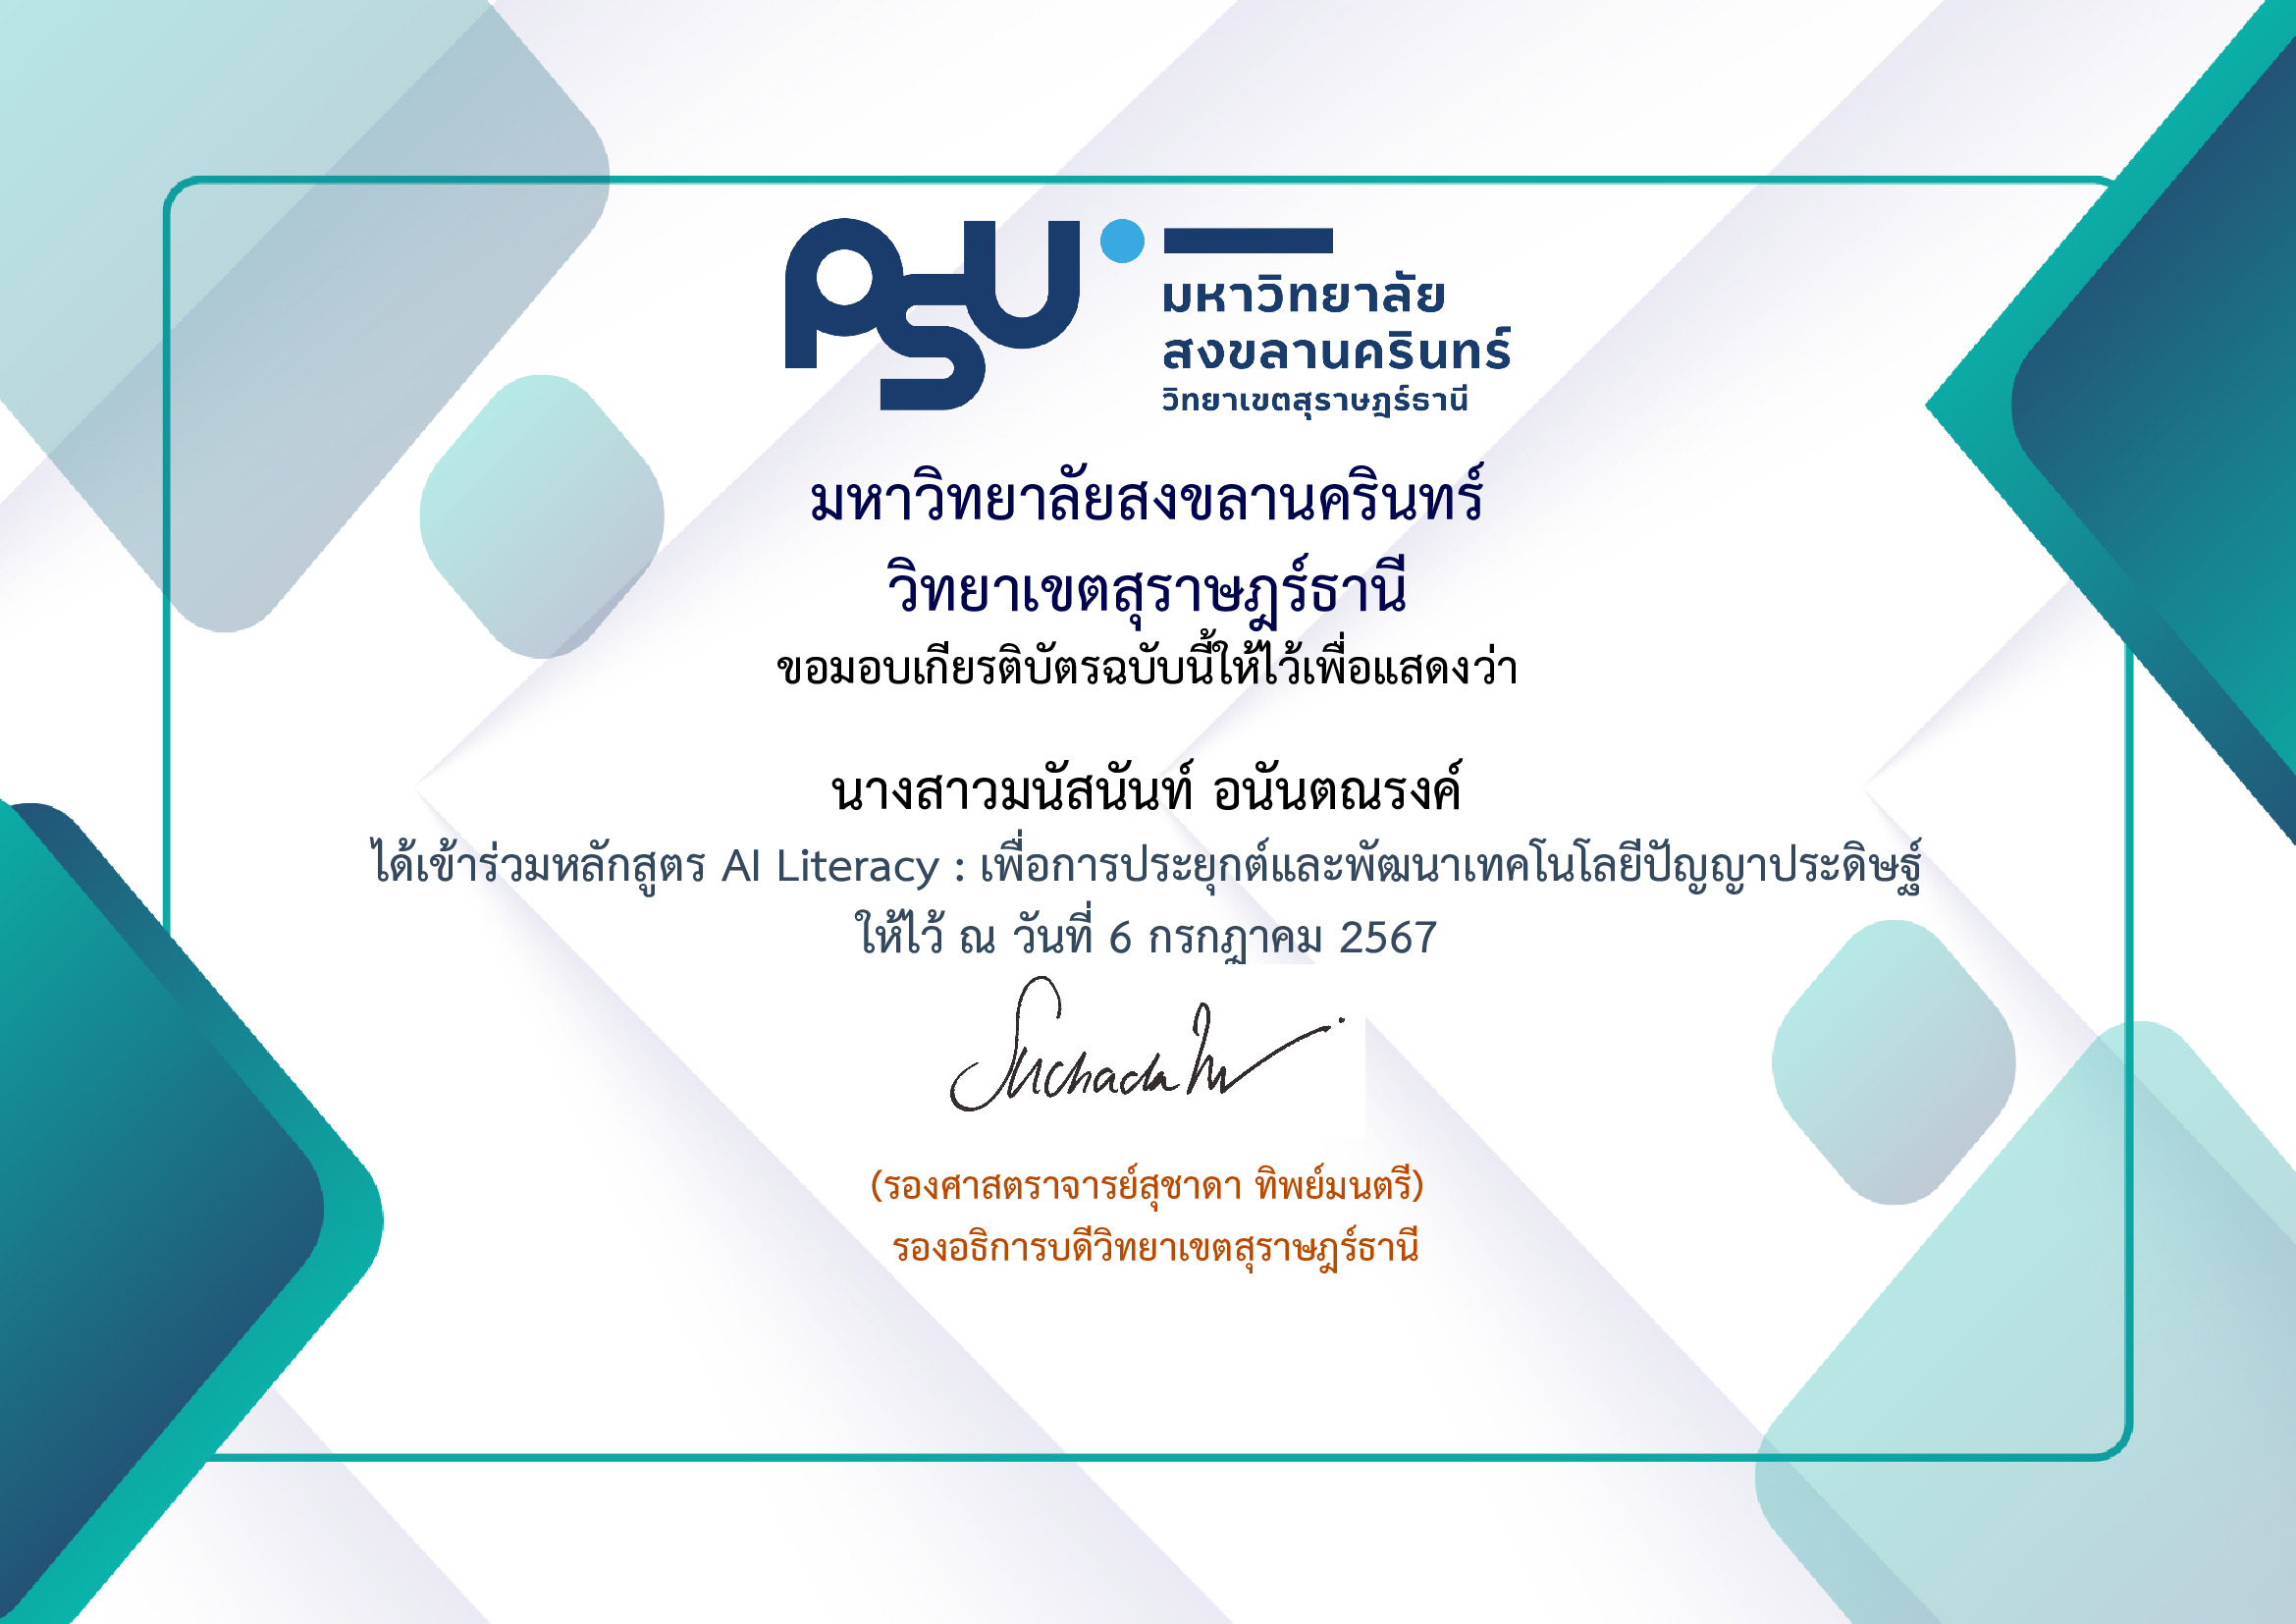 PSU
มหาวิทยาลัย
สงขลานครินทร์
วิทยาเขตสุราษฎร์ธานี
มหาวิทยาลัยสงขลานครินทร์
วิทยาเขตสุราษฎร์ธานี
ขอมอบเกียรติบัตรฉบับนี้ให้ไว้เพื่อแสดงว่า
นางสาวมนัสนันท์ อนันตณรงค์
ได้เข้าร่วมหลักสูตร AI Literacy : เพื่อการประยุกต์และพัฒนาเทคโนโลยีปัญญาประดิษฐ์
ให้ไว้ ณ วันที่ 6 กรกฎาคม 2567
Suchada
(รองศาสตราจารย์สุชาดา ทิพย์มนตรี)
รองอธิการบดีวิทยาเขตสุราษฎร์ธานี